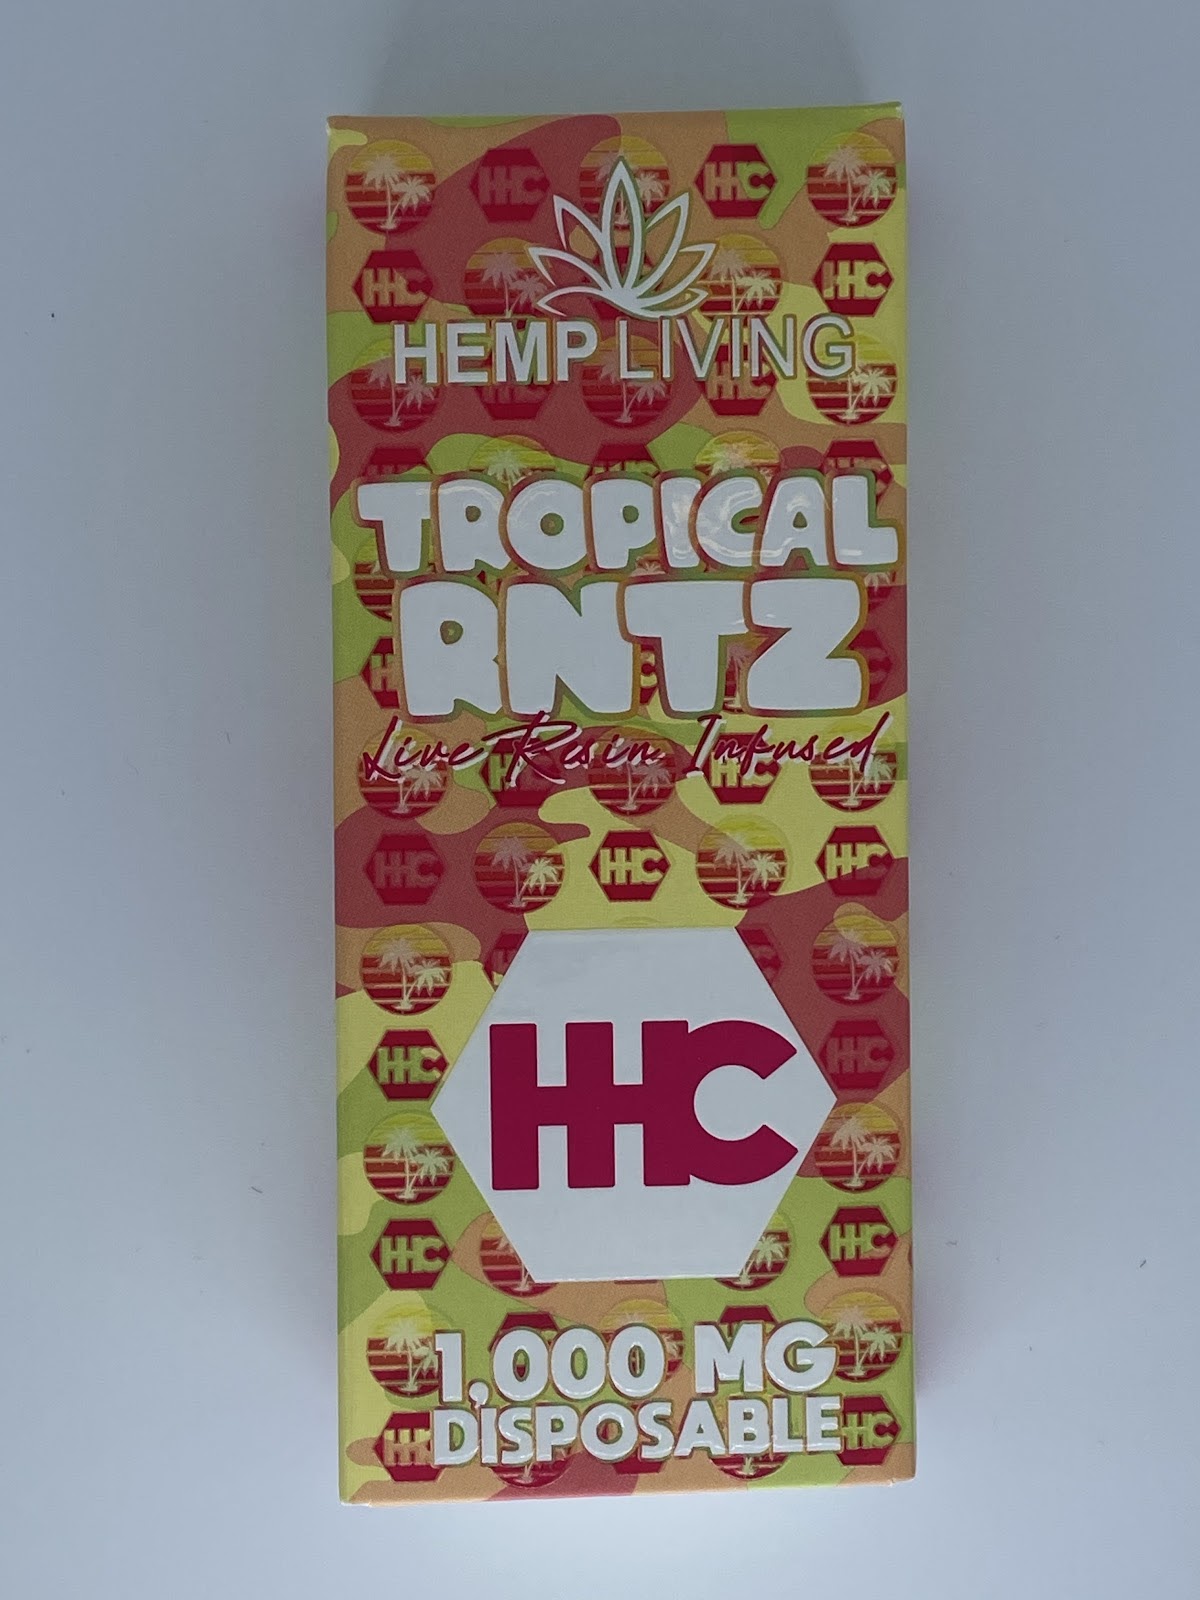 HEMP LIVING
TROPICAL
RNTZ
Live Resin Infused
HHC
1,000 MG
DISPOSABLE